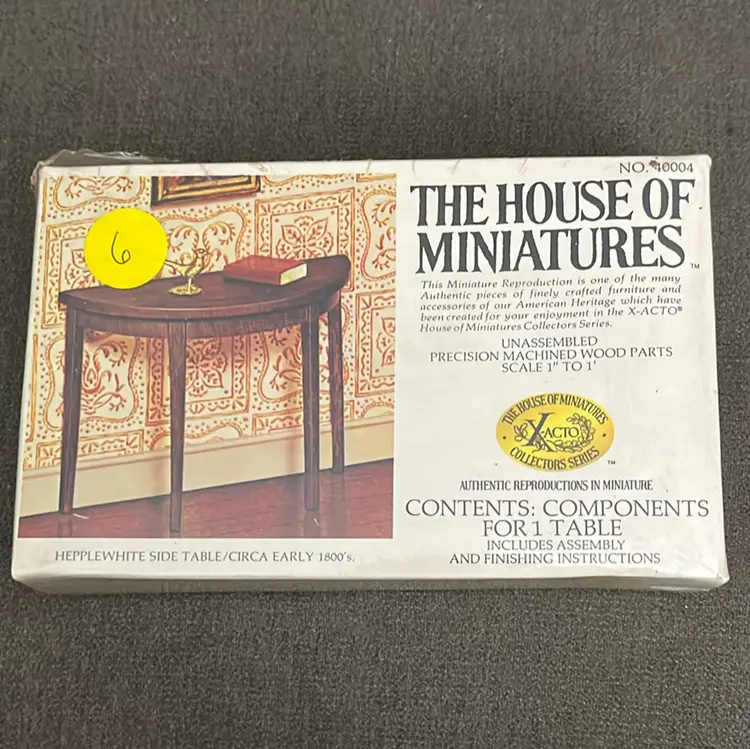 NO. 40004
THE HOUSE OF
MINIATURES™
This Miniature Reproduction is one of the many
Authentic pieces of finely crafted furniture and
accessories of our American Heritage which have
been created for your enjoyment in the X-ACTO®
House of Miniatures Collectors Series.
UNASSEMBLED
PRECISION MACHINED WOOD PARTS
SCALE 1" TO 1'
THE HOUSE OF MINIATURES
X-ACTO
COLLECTORS SERIES ™
AUTHENTIC REPRODUCTIONS IN MINIATURE
CONTENTS: COMPONENTS
FOR 1 TABLE
INCLUDES ASSEMBLY
AND FINISHING INSTRUCTIONS
6
HEPPLEWHITE SIDE TABLE/CIRCA EARLY 1800's.